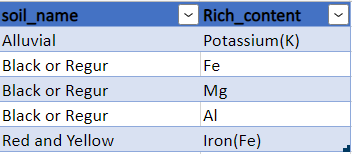 soil_name Rich_content
Alluvial Potassium(K)
Black or Regur Fe
Black or Regur Mg
Black or Regur Al
Red and Yellow Iron(Fe)